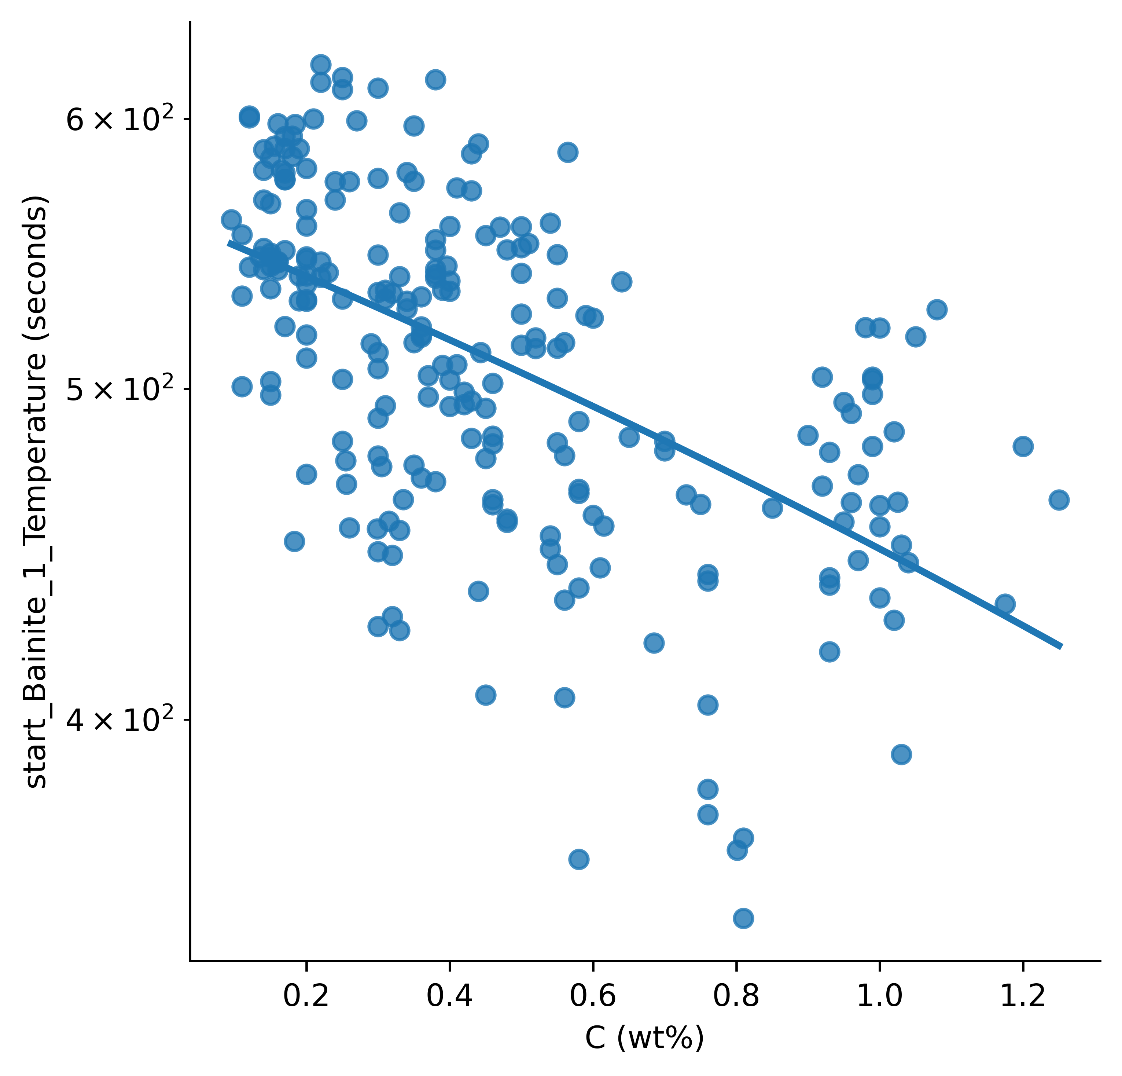 start_Bainite_1_Temperature (seconds)
6 × 10²
5 × 10²
4 × 10²
0.2 0.4 0.6 0.8 1.0 1.2
C (wt%)